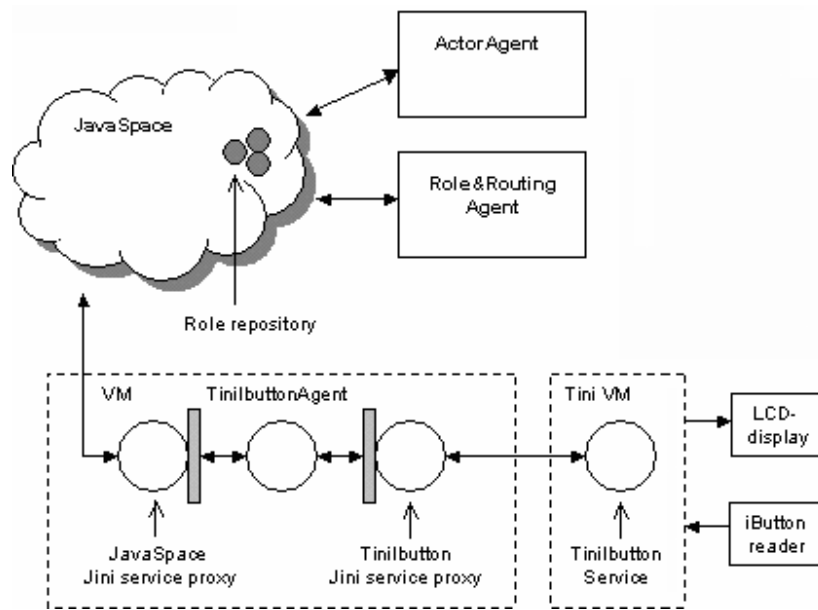 ActorAgent
JavaSpace
Role&Routing
Agent
Role repository
VM
TiniIbuttonAgent
Tini VM
LCD-
display
JavaSpace
Jini service proxy
TiniIbutton
Jini service proxy
TiniIbutton
Service
iButton
reader